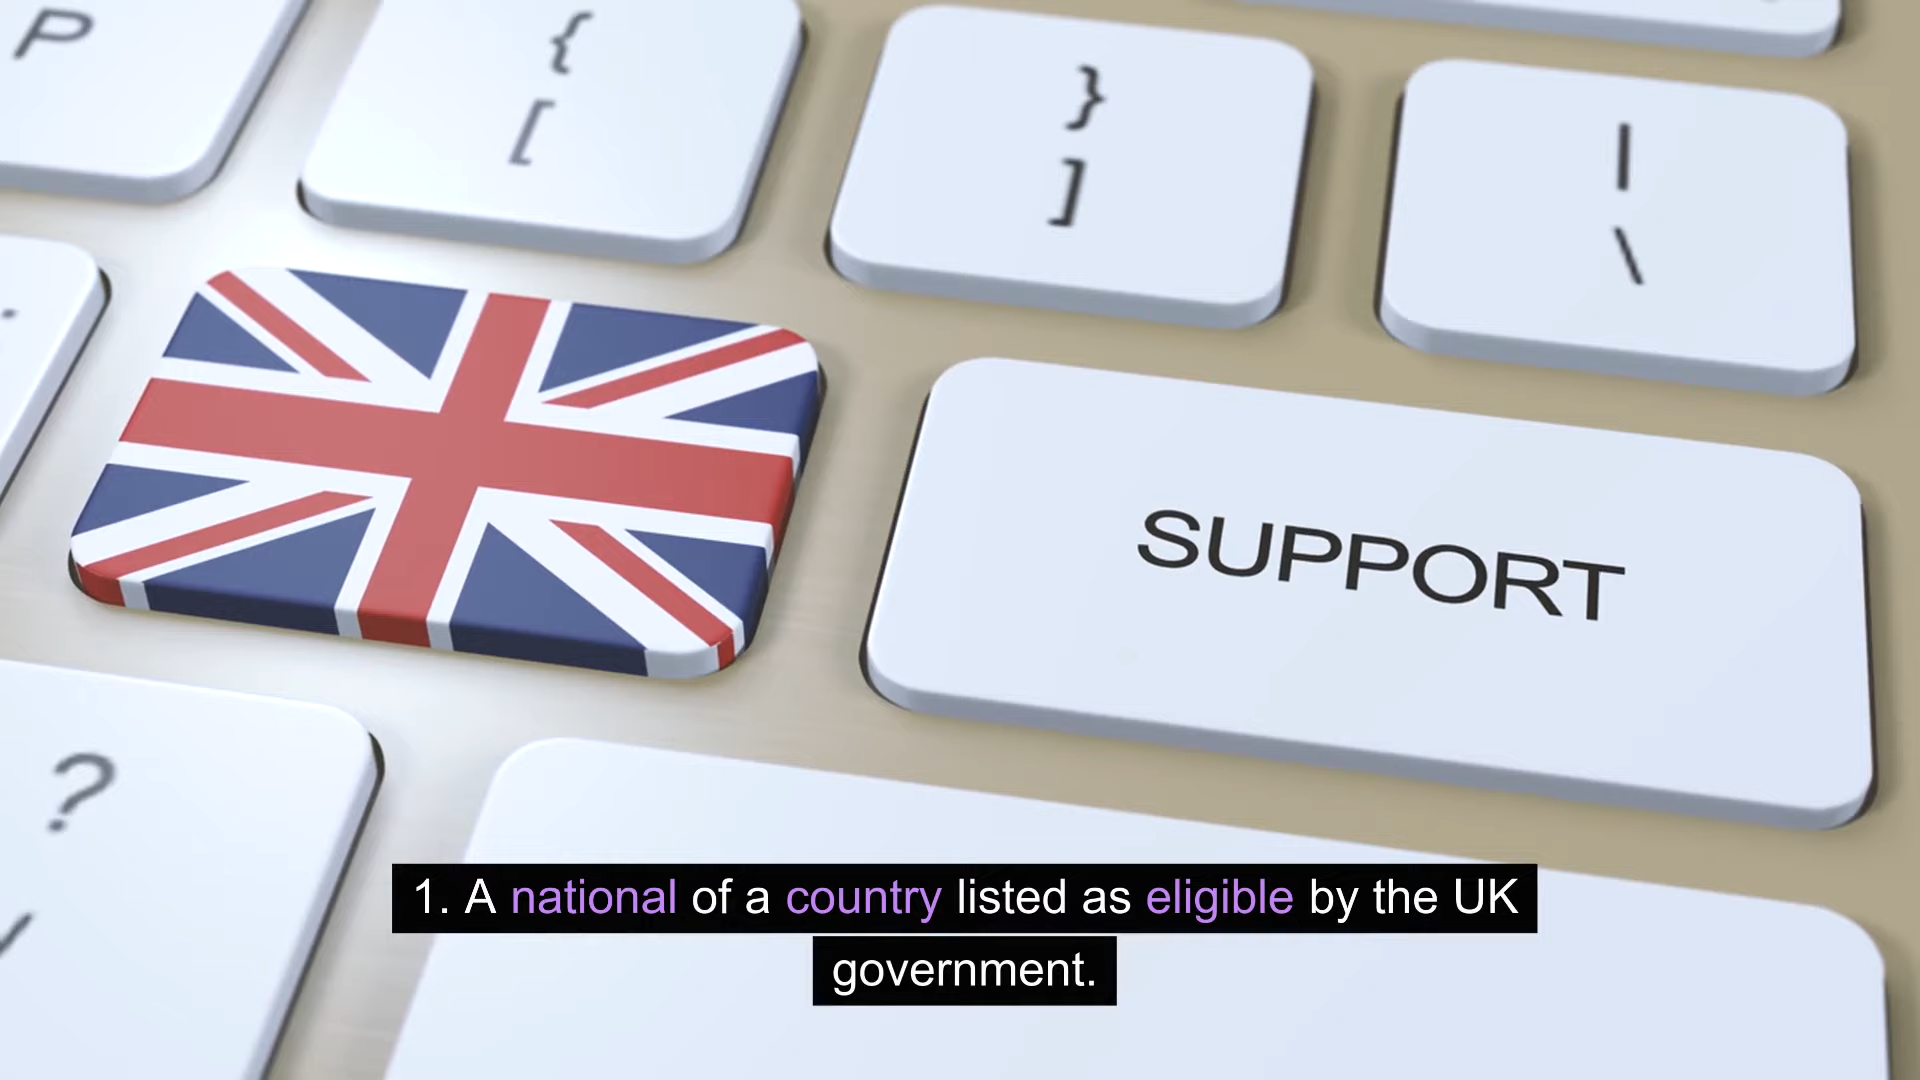 P
{
[
}
]
|
\
SUPPORT
?
1. A national of a country listed as eligible by the UK
government.